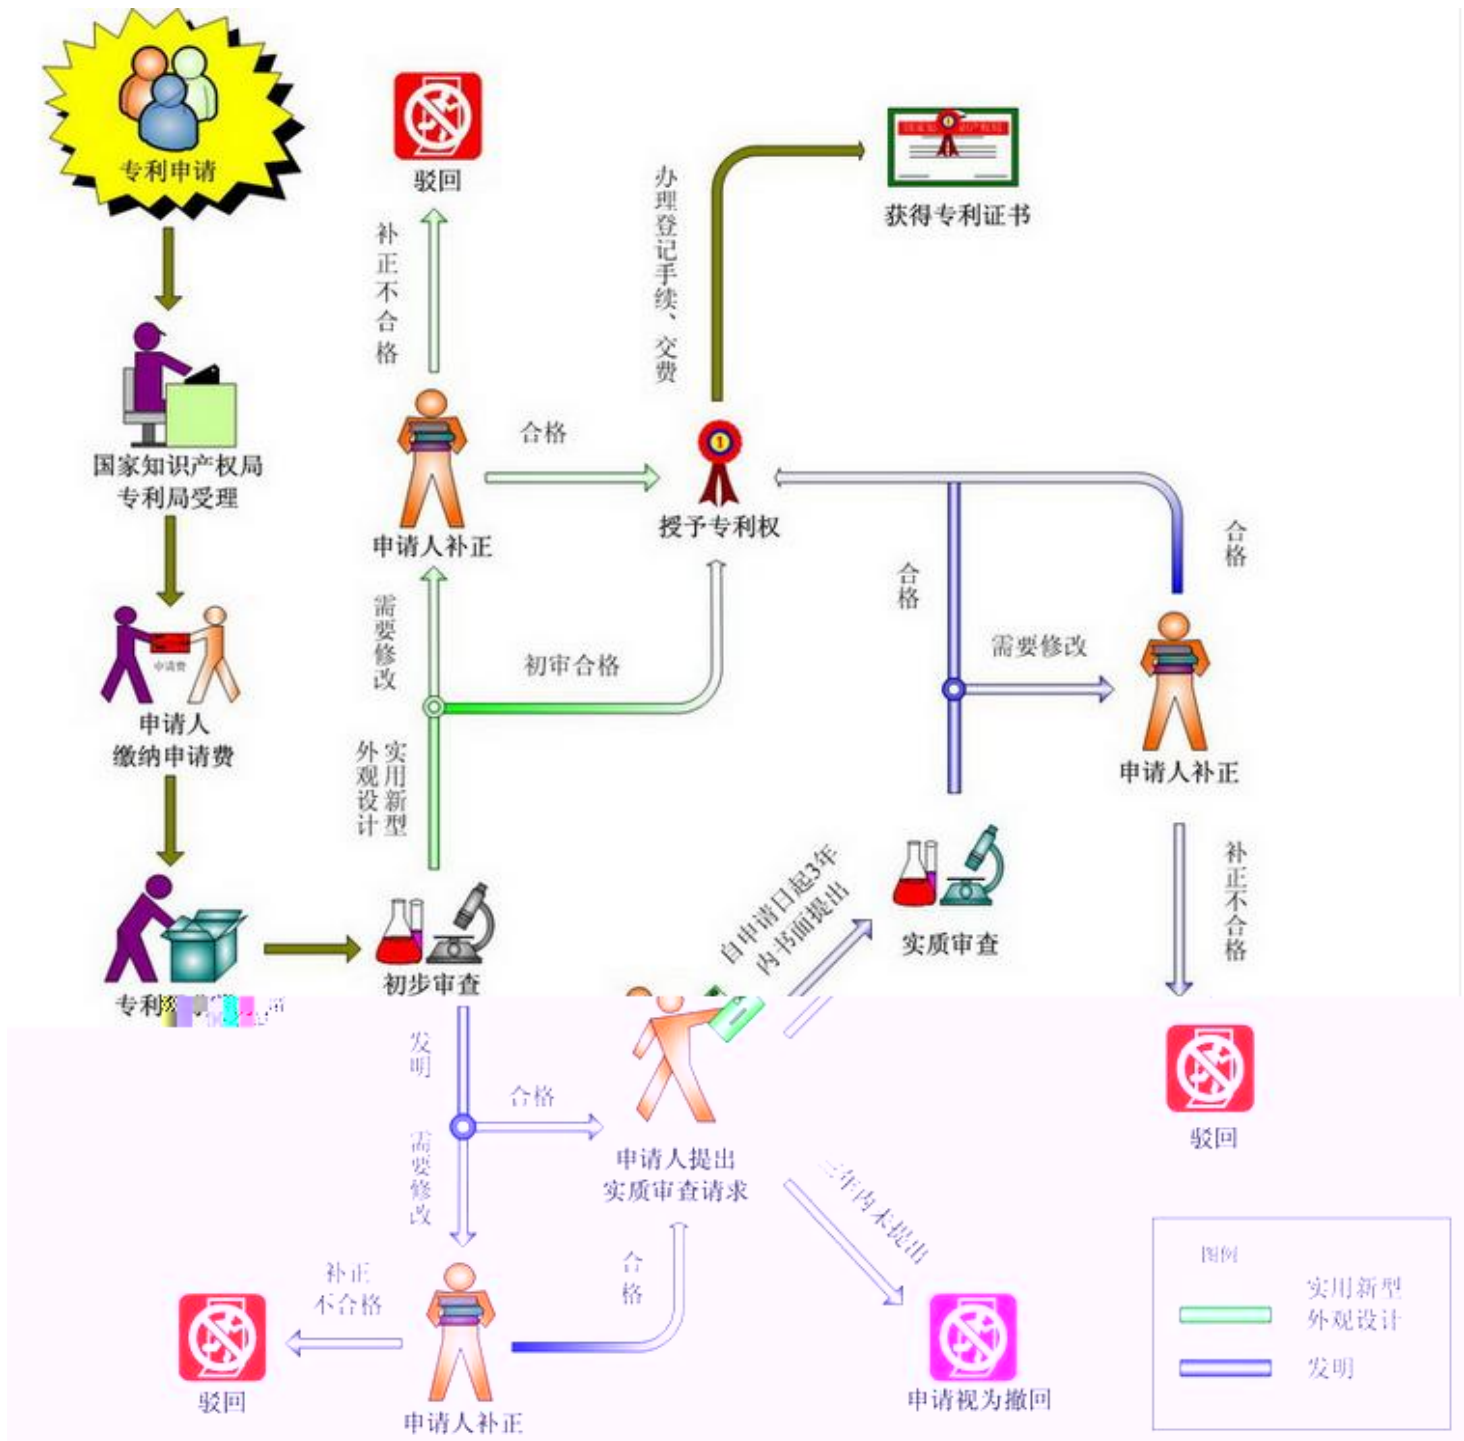 专利申请
国家知识产权局
专利局受理
申请费
申请人
缴纳申请费
专利
驳回
补正不合格
申请人补正
合格
需要修改
初审合格
实用新型
外观设计
初步审查
办理登记手续、交费
获得专利证书
授予专利权
合格
合格
需要修改
申请人补正
补正不合格
驳回
实质审查
自申请日起3年
内书面提出
发明
合格
需要修改
申请人提出
实质审查请求
三年内未提出
申请视为撤回
合格
补正
不合格
驳回
申请人补正
图例
实用新型
外观设计
发明